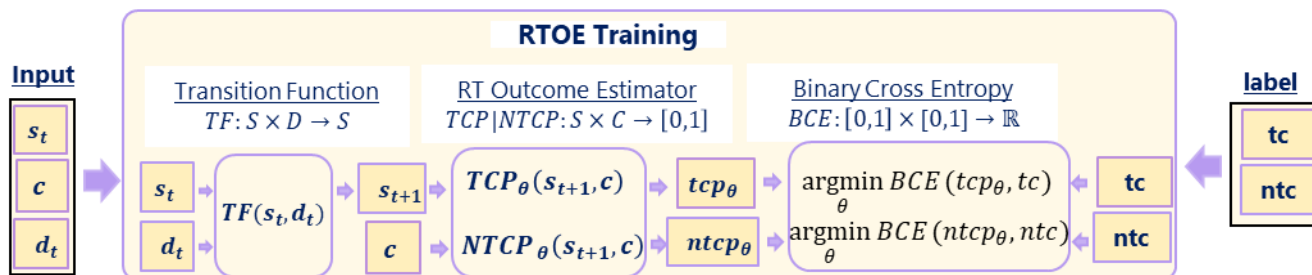 RTOE Training
Input
s_t
c
d_t
Transition Function
TF: S × D → S
RT Outcome Estimator
TCP|NTCP: S × C → [0,1]
Binary Cross Entropy
BCE: [0,1] × [0,1] → ℝ
s_t
d_t
TF(s_t, d_t)
s_{t+1}
c
TCP_θ(s_{t+1}, c)
NTCP_θ(s_{t+1}, c)
tcp_θ
ntcp_θ
argmin BCE (tcp_θ, tc)
θ
argmin BCE (ntcp_θ, ntc)
θ
tc
ntc
label
tc
ntc